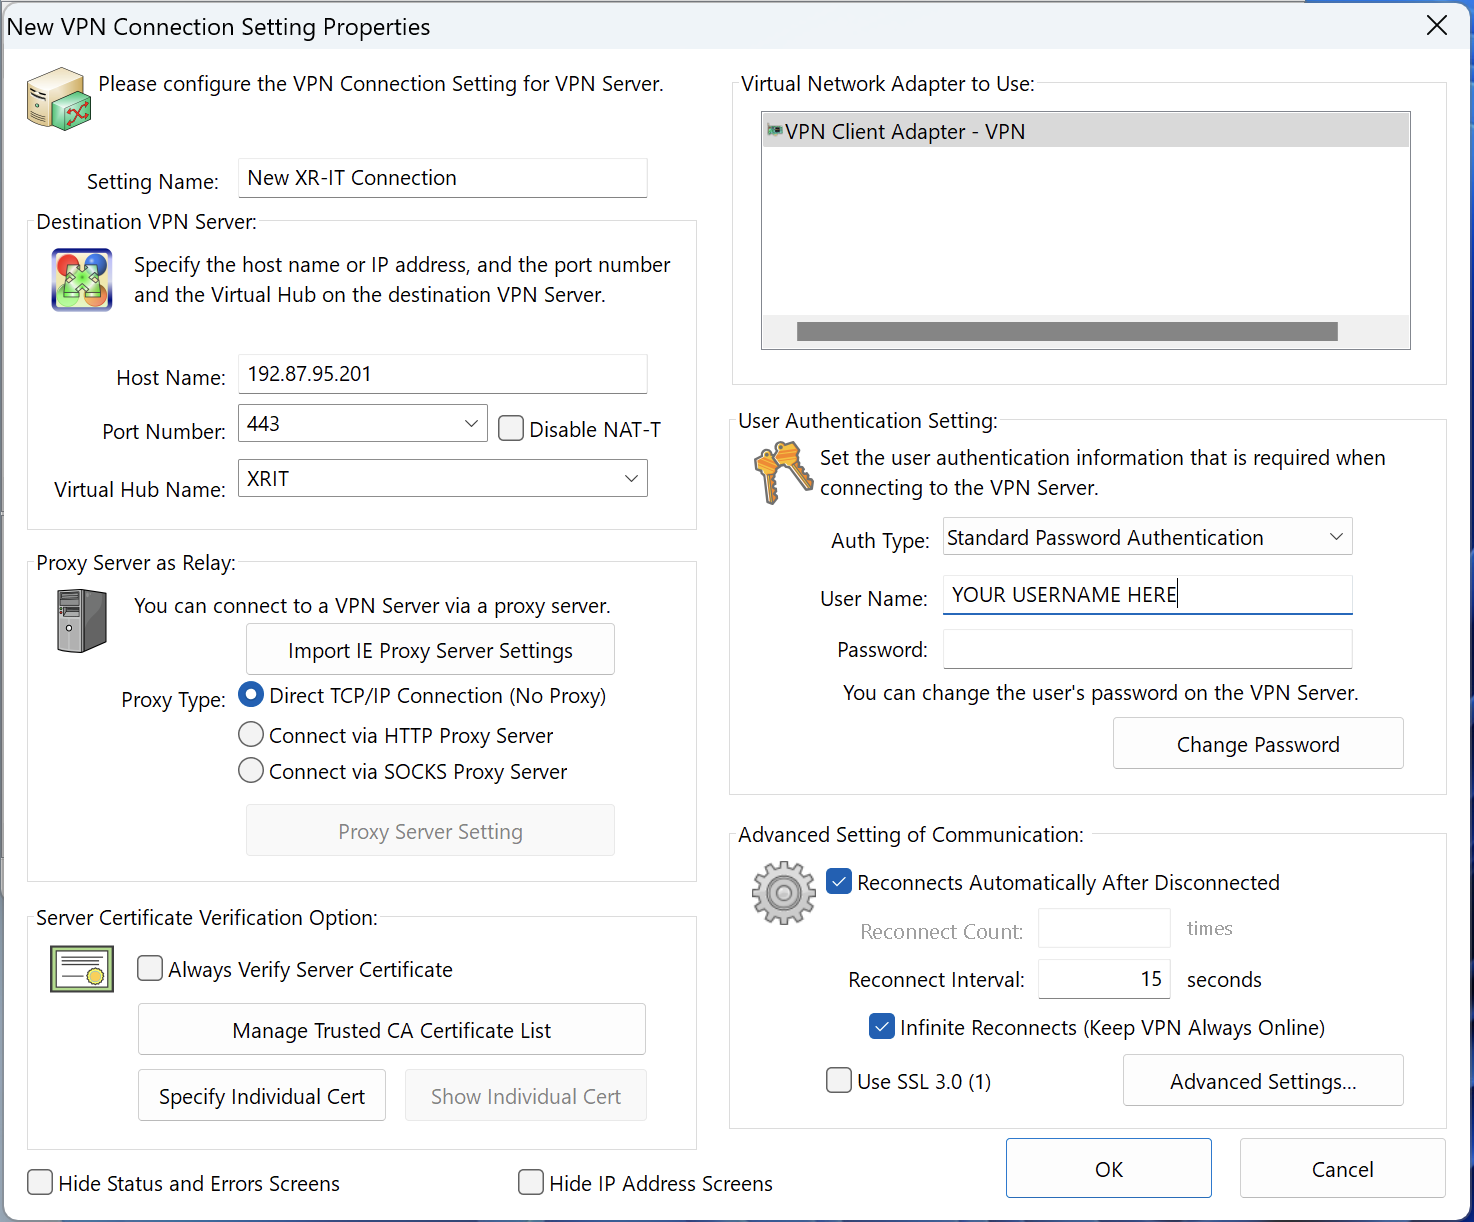 New VPN Connection Setting Properties
Please configure the VPN Connection Setting for VPN Server.
Setting Name:
New XR-IT Connection
Destination VPN Server:
Specify the host name or IP address, and the port number
and the Virtual Hub on the destination VPN Server.
Host Name:
192.87.95.201
Port Number:
443
Disable NAT-T
Virtual Hub Name:
XRIT
Proxy Server as Relay:
You can connect to a VPN Server via a proxy server.
Import IE Proxy Server Settings
Proxy Type:
Direct TCP/IP Connection (No Proxy)
Connect via HTTP Proxy Server
Connect via SOCKS Proxy Server
Proxy Server Setting
Server Certificate Verification Option:
Always Verify Server Certificate
Manage Trusted CA Certificate List
Specify Individual Cert
Show Individual Cert
Hide Status and Errors Screens
Hide IP Address Screens
Virtual Network Adapter to Use:
VPN Client Adapter - VPN
User Authentication Setting:
Set the user authentication information that is required when
connecting to the VPN Server.
Auth Type:
Standard Password Authentication
User Name:
YOUR USERNAME HERE
Password:
You can change the user's password on the VPN Server.
Change Password
Advanced Setting of Communication:
Reconnects Automatically After Disconnected
Reconnect Count:
times
Reconnect Interval:
15
seconds
Infinite Reconnects (Keep VPN Always Online)
Use SSL 3.0 (1)
Advanced Settings...
OK
Cancel